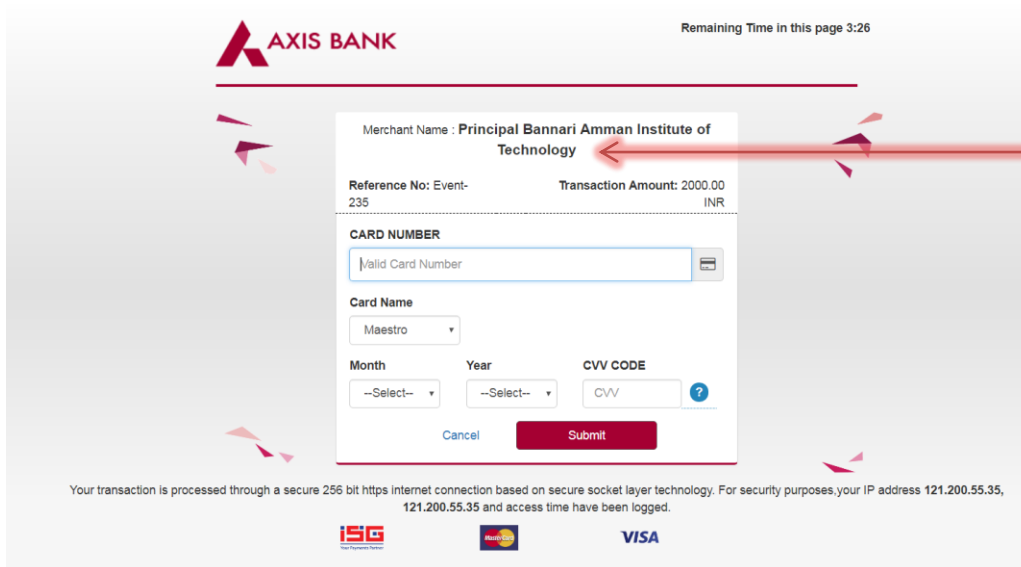 AXIS BANK
Remaining Time in this page 3:26
Merchant Name : Principal Bannari Amman Institute of
Technology
Reference No: Event-
235
Transaction Amount: 2000.00
INR
CARD NUMBER
Valid Card Number
Card Name
Maestro
Month Year CVV CODE
--Select-- --Select-- CVV ?
Cancel Submit
Your transaction is processed through a secure 256 bit https internet connection based on secure socket layer technology. For security purposes,your IP address 121.200.55.35,
121.200.55.35 and access time have been logged.
iSG MasterCard VISA
Your Payments Partner